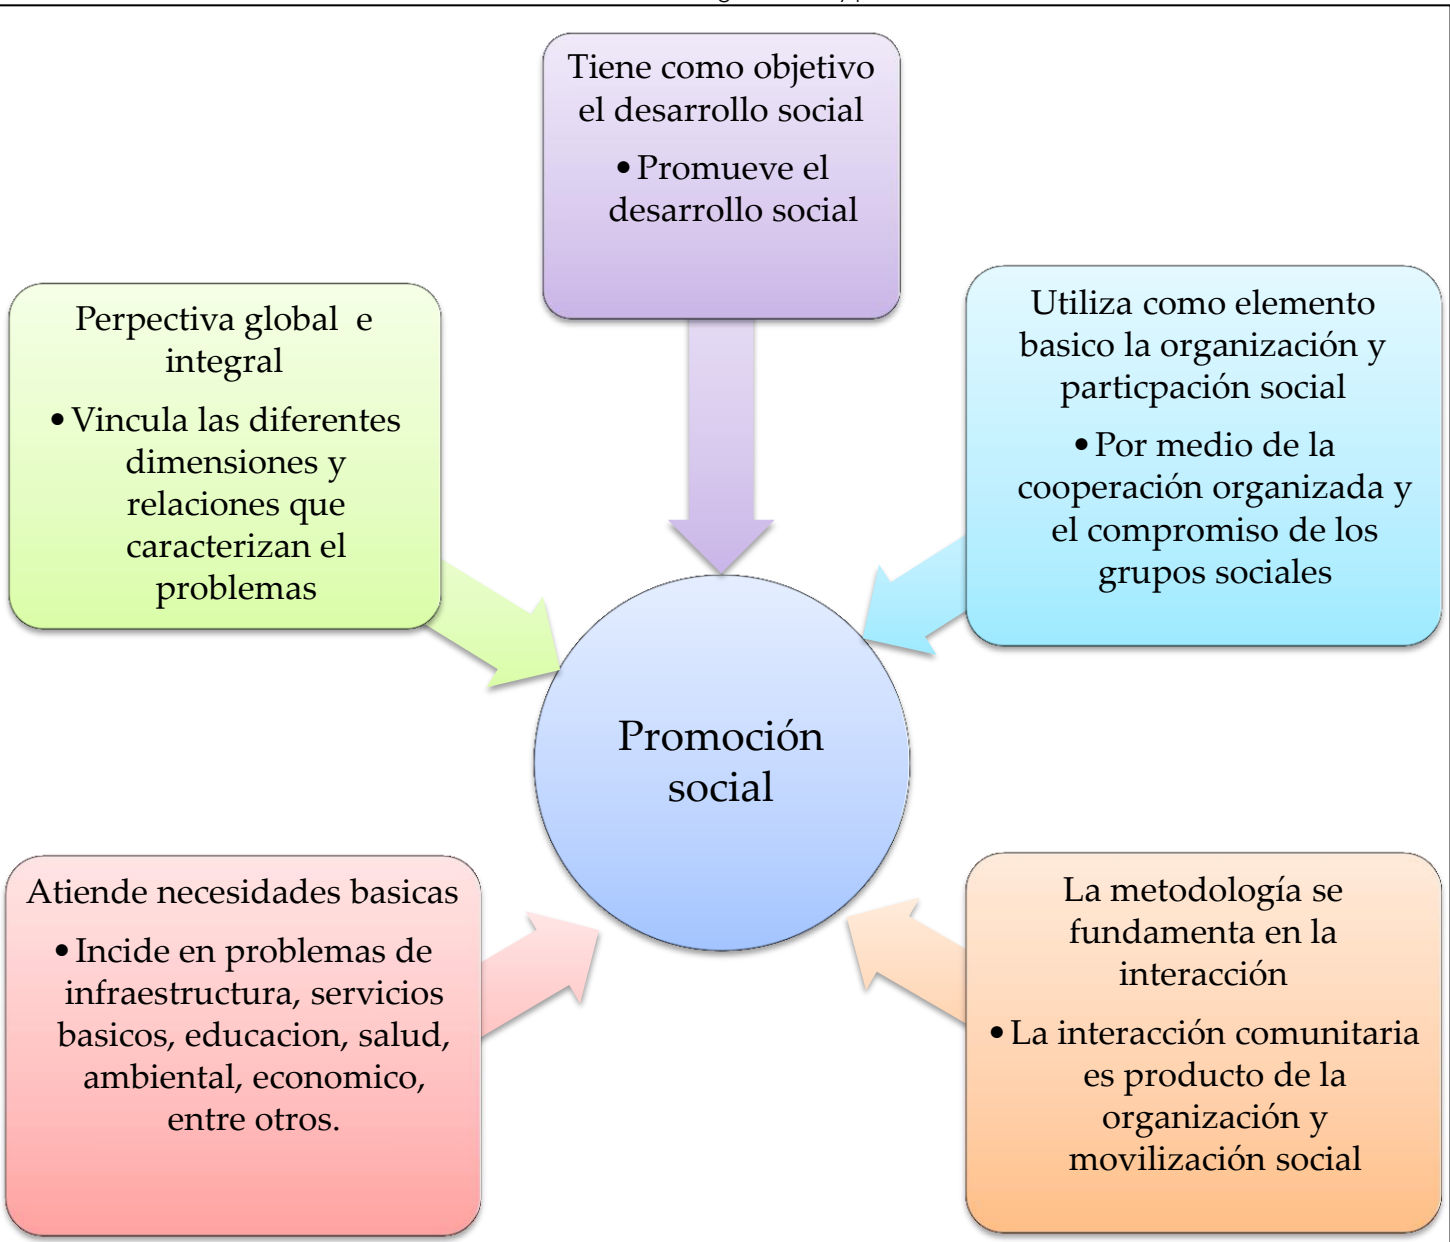 Tiene como objetivo
el desarrollo social
•Promueve el
desarrollo social
Perpectiva global e
integral
•Vincula las diferentes
dimensiones y
relaciones que
caracterizan el
problemas
Utiliza como elemento
basico la organización y
particpación social
•Por medio de la
cooperación organizada y
el compromiso de los
grupos sociales
Promoción
social
Atiende necesidades basicas
•Incide en problemas de
infraestructura, servicios
basicos, educacion, salud,
ambiental, economico,
entre otros.
La metodología se
fundamenta en la
interacción
•La interacción comunitaria
es producto de la
organización y
movilización social